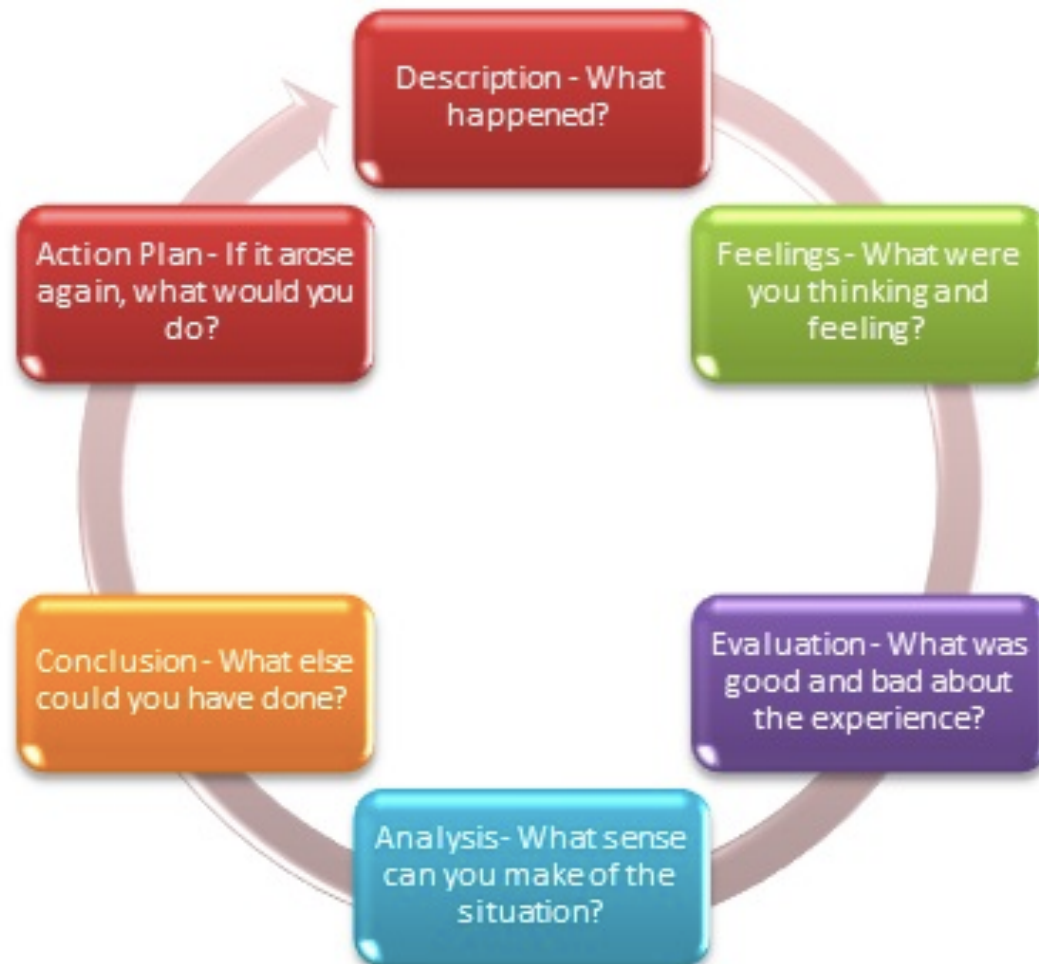 Description - What
happened?
Feelings - What were
you thinking and
feeling?
Evaluation - What was
good and bad about
the experience?
Analysis- What sense
can you make of the
situation?
Conclusion - What else
could you have done?
Action Plan - If it arose
again, what would you
do?